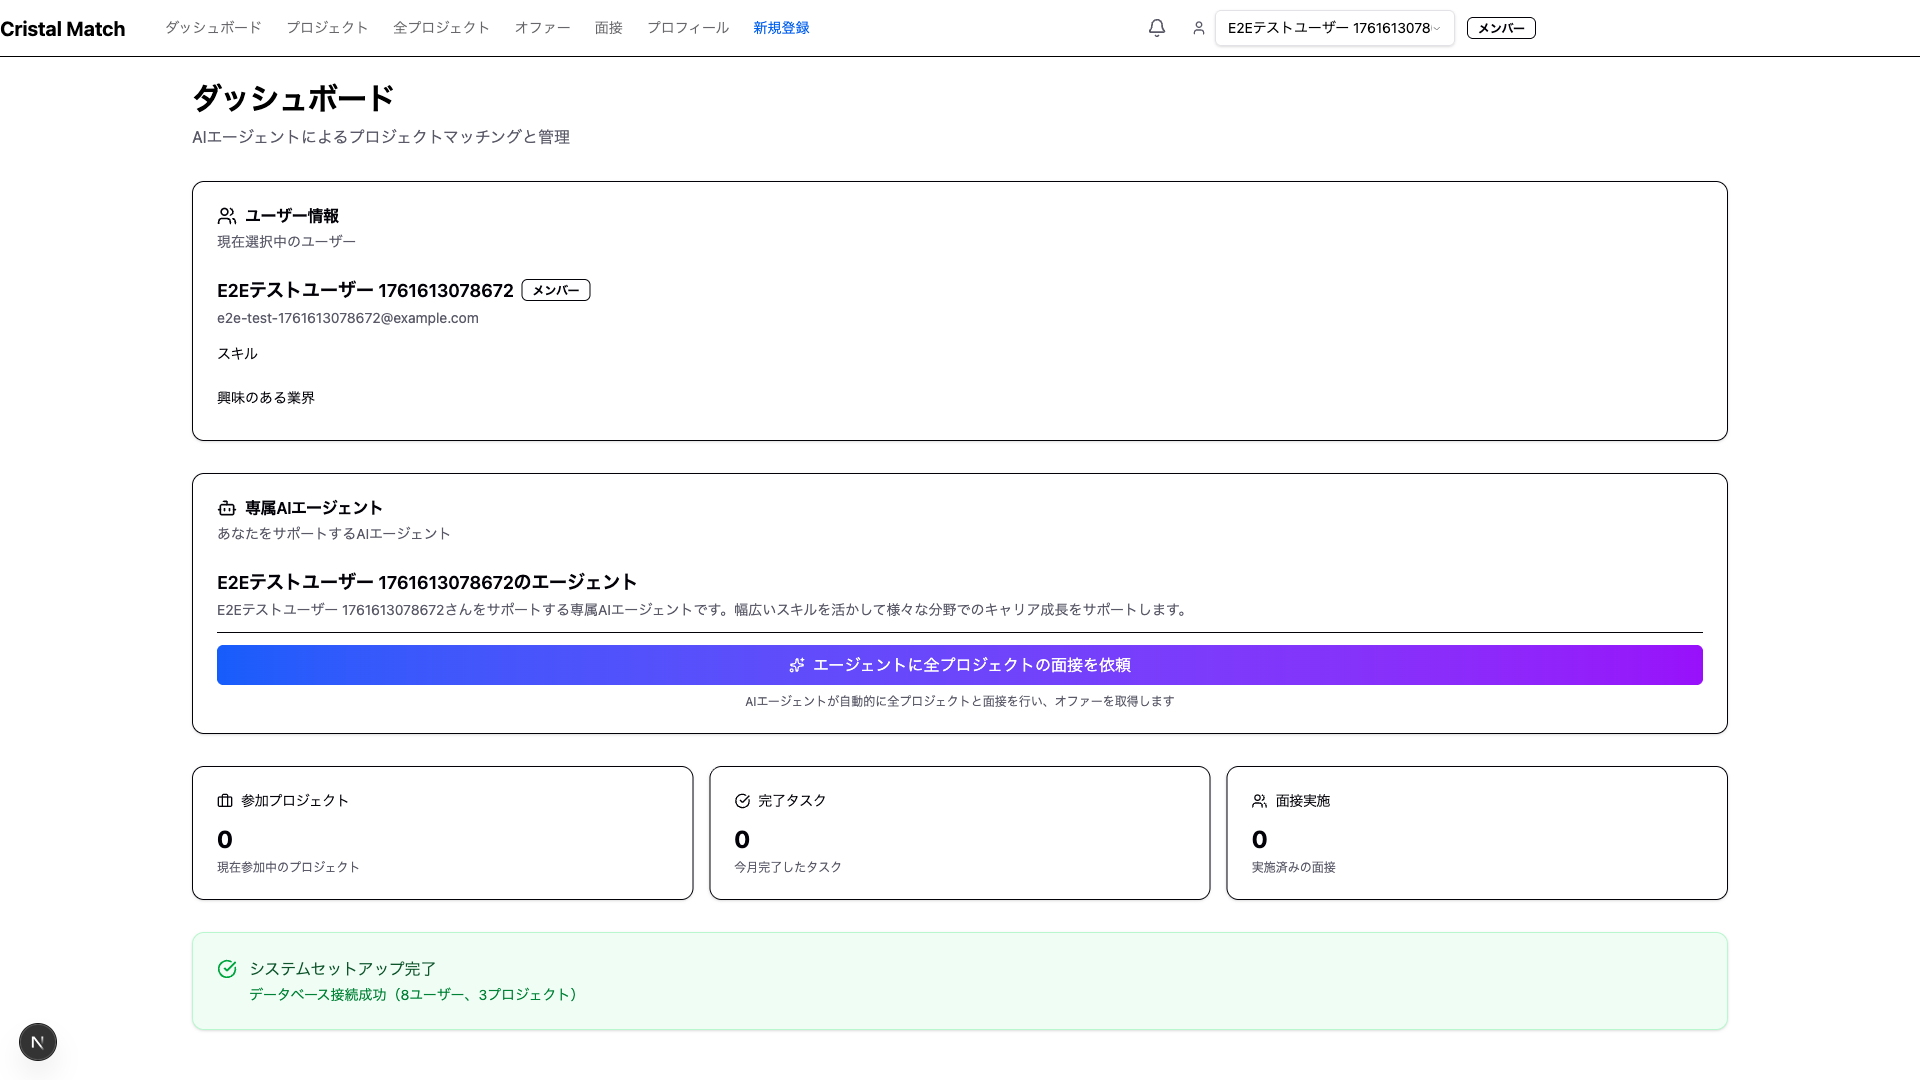 Cristal Match
ダッシュボード
プロジェクト
全プロジェクト
オファー
面接
プロフィール
新規登録
E2Eテストユーザー 1761613078
メンバー
ダッシュボード
AIエージェントによるプロジェクトマッチングと管理
ユーザー情報
現在選択中のユーザー
E2Eテストユーザー 1761613078672 メンバー
e2e-test-1761613078672@example.com
スキル
興味のある業界
専属AIエージェント
あなたをサポートするAIエージェント
E2Eテストユーザー 1761613078672のエージェント
E2Eテストユーザー 1761613078672さんをサポートする専属AIエージェントです。幅広いスキルを活かして様々な分野でのキャリア成長をサポートします。
エージェントに全プロジェクトの面接を依頼
AIエージェントが自動的に全プロジェクトと面接を行い、オファーを取得します
参加プロジェクト
0
現在参加中のプロジェクト
完了タスク
0
今月完了したタスク
面接実施
0
実施済みの面接
システムセットアップ完了
データベース接続成功（8ユーザー、3プロジェクト）
N